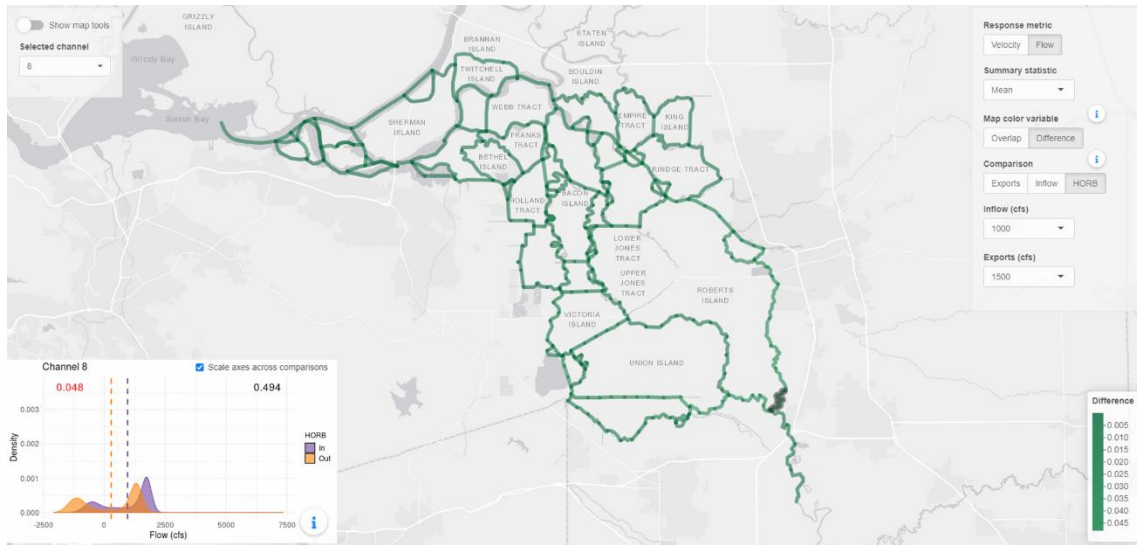 Show map tools
Selected channel
8
GRIZZLY
ISLAND
Grizzly Bay
Suisun Bay
BRANNAN
ISLAND
STATEN
ISLAND
TWITCHELL
ISLAND
BOULDIN
ISLAND
WEBB TRACT
SHERMAN
ISLAND
EMPIRE
TRACT
KING
ISLAND
FRANKS
TRACT
BETHEL
ISLAND
RINDGE TRACT
BACON
ISLAND
HOLLAND
TRACT
LOWER
JONES
TRACT
UPPER
JONES
TRACT
ROBERTS
ISLAND
VICTORIA
ISLAND
UNION ISLAND
Response metric
Velocity Flow
Summary statistic
Mean
Map color variable
i
Overlap Difference
Comparison
i
Exports Inflow HORB
Inflow (cfs)
1000
Exports (cfs)
1500
Channel 8
Scale axes across comparisons
0.048 0.494
0.003
0.002
0.001
0.000
Density
-2500 0 2500 5000 7500
Flow (cfs)
HORB
In
Out
i
Difference
0.005
0.010
0.015
0.020
0.025
0.030
0.035
0.040
0.045